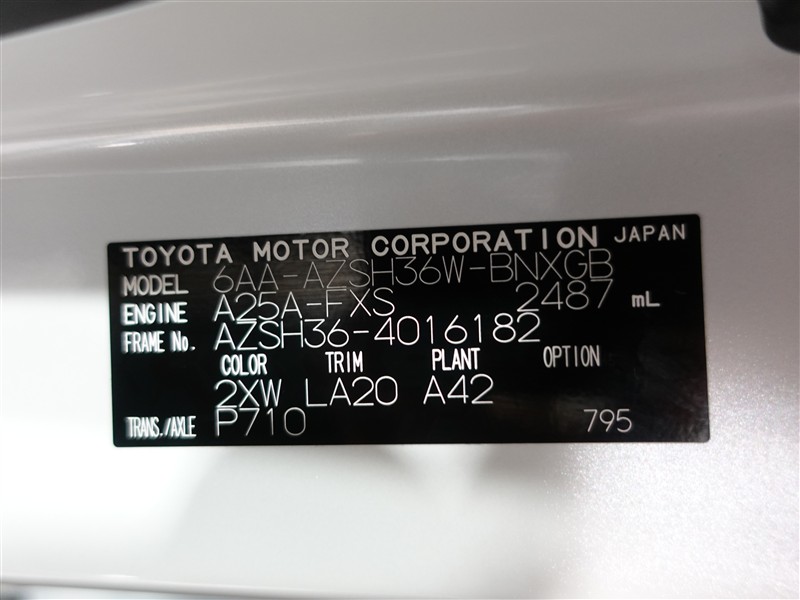 TOYOTA MOTOR CORPORATION JAPAN
MODEL 6AA-AZSH36W-BNXGB
ENGINE A25A-FXS 2487 mL
FRAME No. AZSH36-4016182
COLOR TRIM PLANT OPTION
2XW LA20 A42
TRANS./AXLE P710 795